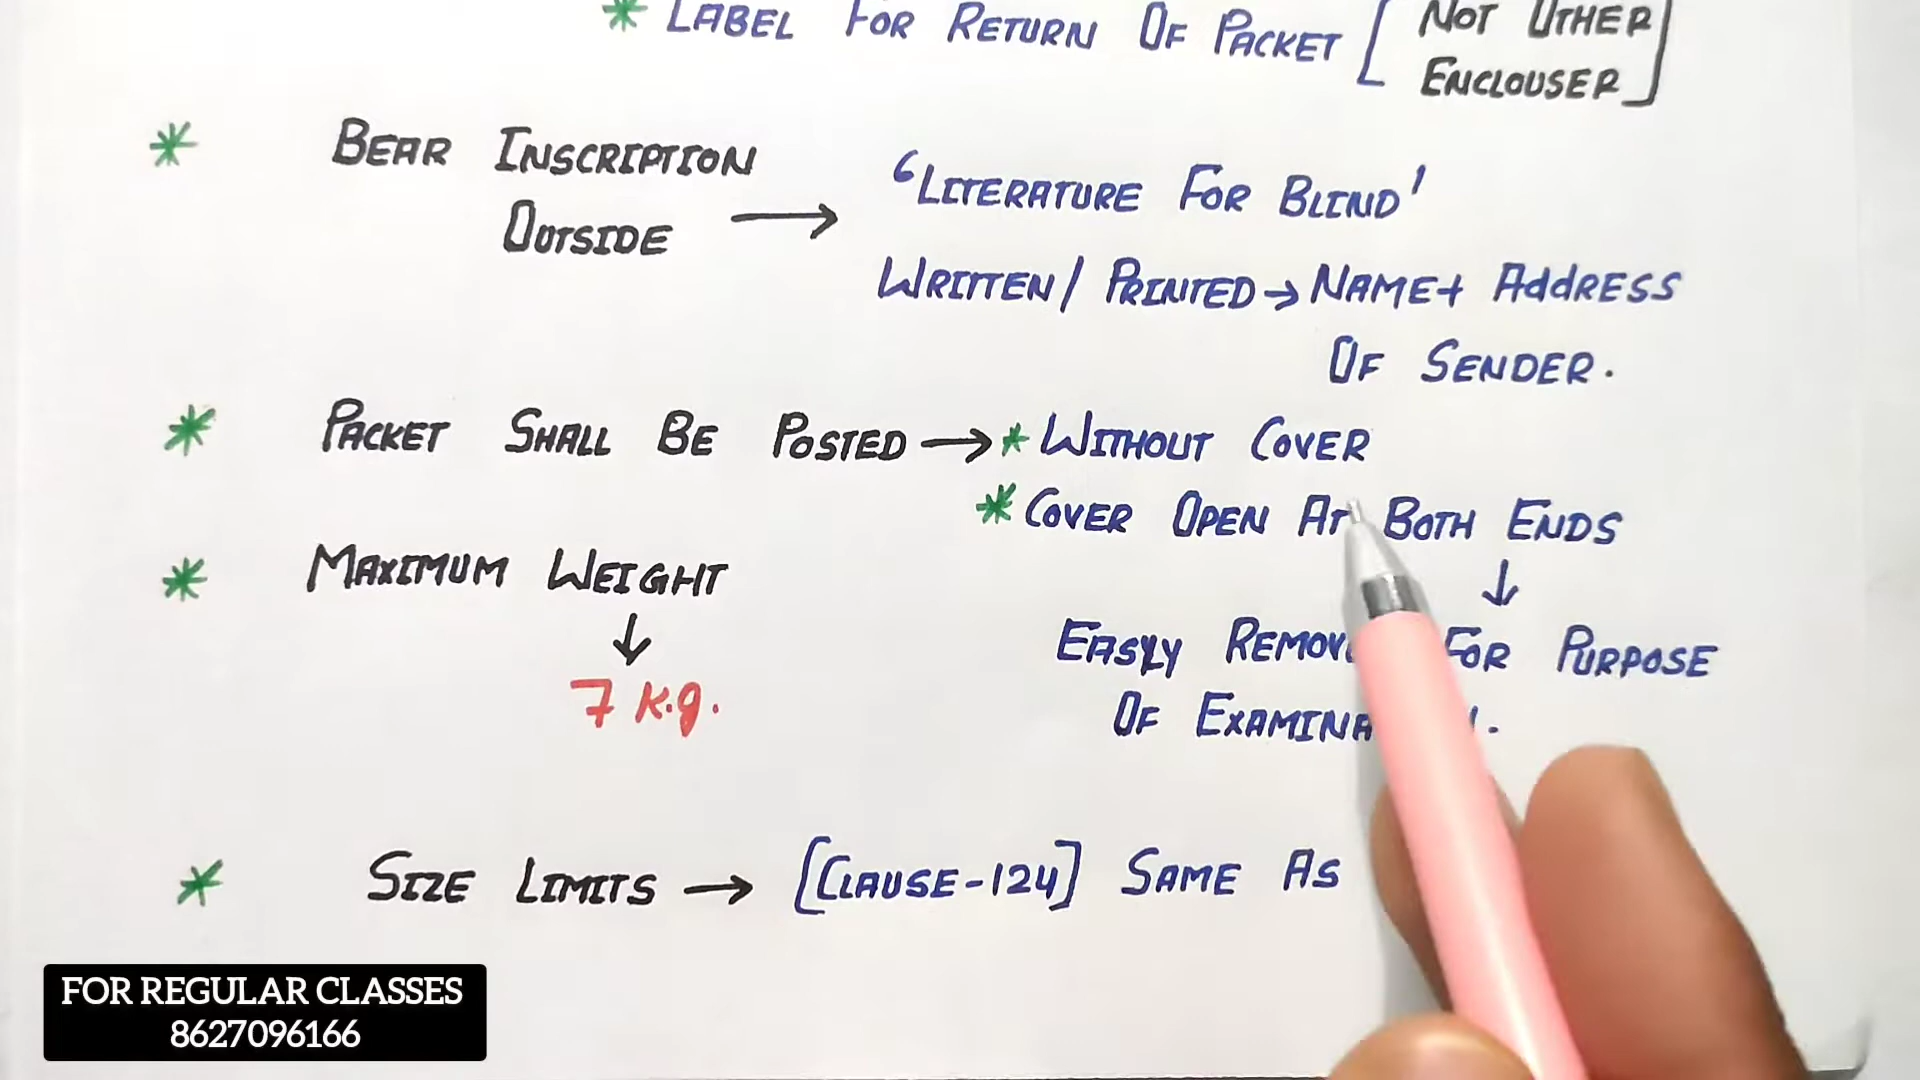 * LABEL FOR RETURN OF PACKET [ NOT OTHER
ENCLOUSER ]
* BEAR INSCRIPTION
OUTSIDE → 'LITERATURE FOR BLIND'
WRITTEN/ PRINTED → NAME+ ADDRESS
OF SENDER.
* PACKET SHALL BE POSTED → * WITHOUT COVER
* COVER OPEN AT BOTH ENDS
↓
EASILY FOR PURPOSE
OF
* MAXIMUM WEIGHT
↓
7 K.g.
* SIZE LIMITS → [CLAUSE-124] SAME AS
FOR REGULAR CLASSES
8627096166